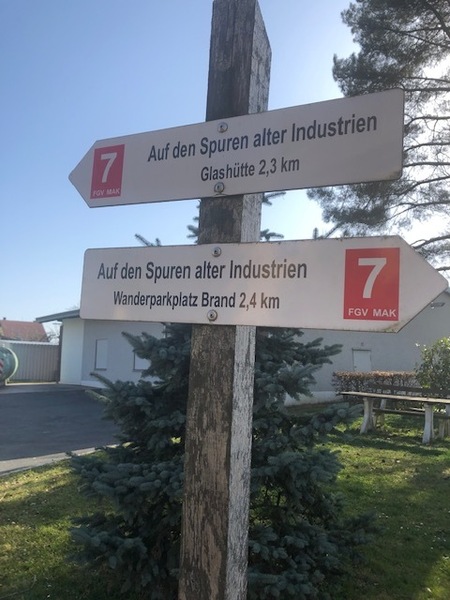 7
FGV MAK
Auf den Spuren alter Industrien
Glashütte 2,3 km
Auf den Spuren alter Industrien
Wanderparkplatz Brand 2,4 km
7
FGV MAK